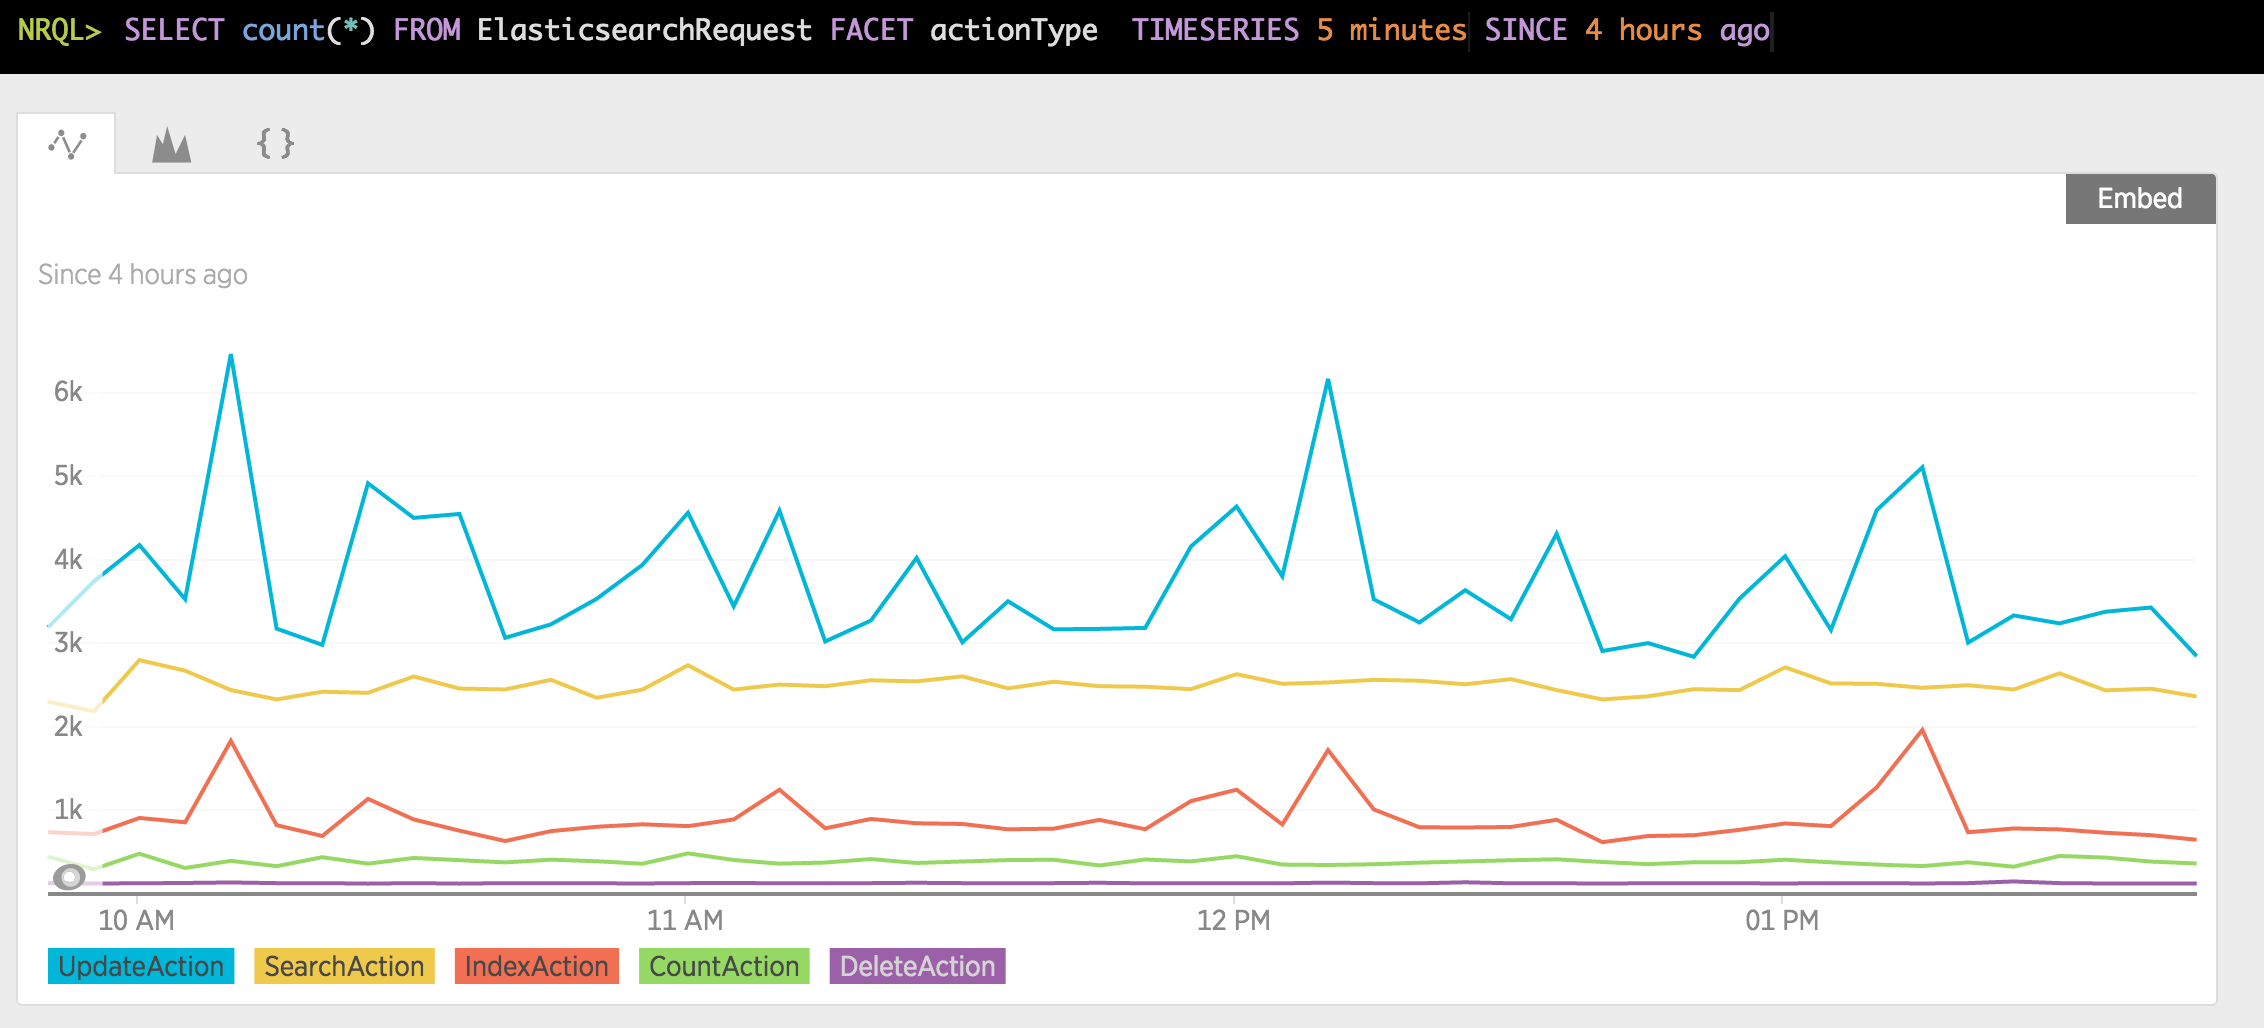 NRQL> SELECT count(*) FROM ElasticsearchRequest FACET actionType TIMESERIES 5 minutes SINCE 4 hours ago
{ }
Embed
Since 4 hours ago
6k
5k
4k
3k
2k
1k
10 AM 11 AM 12 PM 01 PM
UpdateAction SearchAction IndexAction CountAction DeleteAction